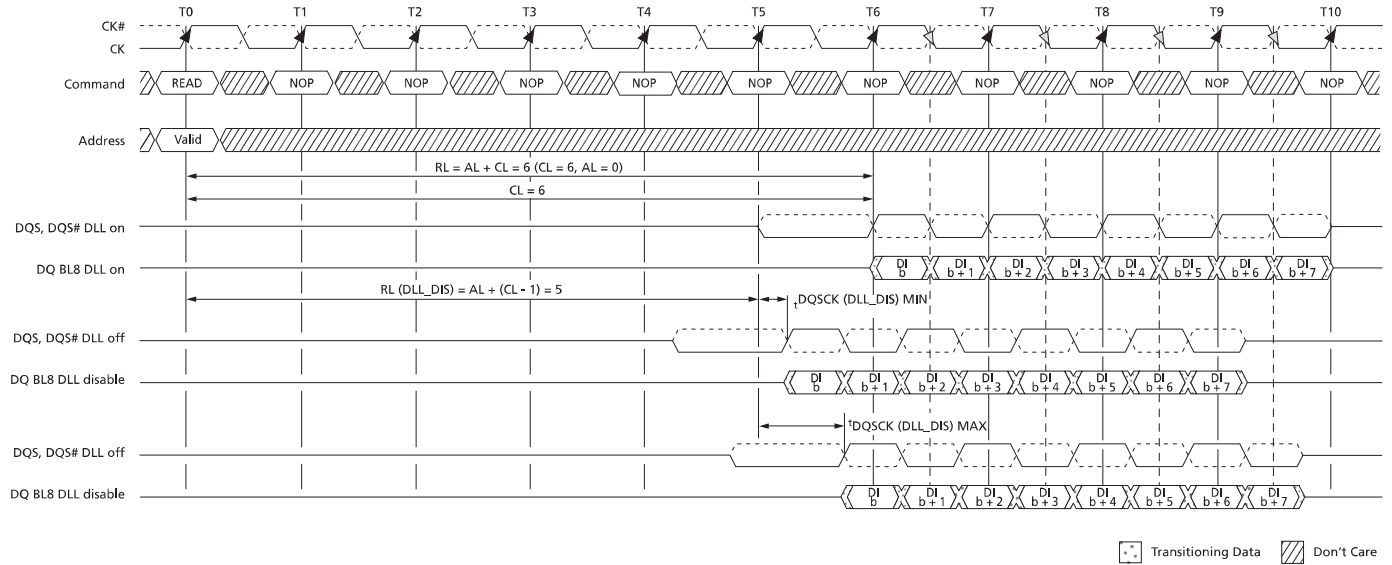 T0 T1 T2 T3 T4 T5 T6 T7 T8 T9 T10
CK#
CK
Command READ NOP NOP NOP NOP NOP NOP NOP NOP NOP NOP
Address Valid
RL = AL + CL = 6 (CL = 6, AL = 0)
CL = 6
DQS, DQS# DLL on
DQ BL8 DLL on DI b DI b + 1 DI b + 2 DI b + 3 DI b + 4 DI b + 5 DI b + 6 DI b + 7
RL (DLL_DIS) = AL + (CL - 1) = 5
tDQSCK (DLL_DIS) MIN
DQS, DQS# DLL off
DQ BL8 DLL disable DI b DI b + 1 DI b + 2 DI b + 3 DI b + 4 DI b + 5 DI b + 6 DI b + 7
tDQSCK (DLL_DIS) MAX
DQS, DQS# DLL off
DQ BL8 DLL disable DI b DI b + 1 DI b + 2 DI b + 3 DI b + 4 DI b + 5 DI b + 6 DI b + 7
Transitioning Data Don't Care